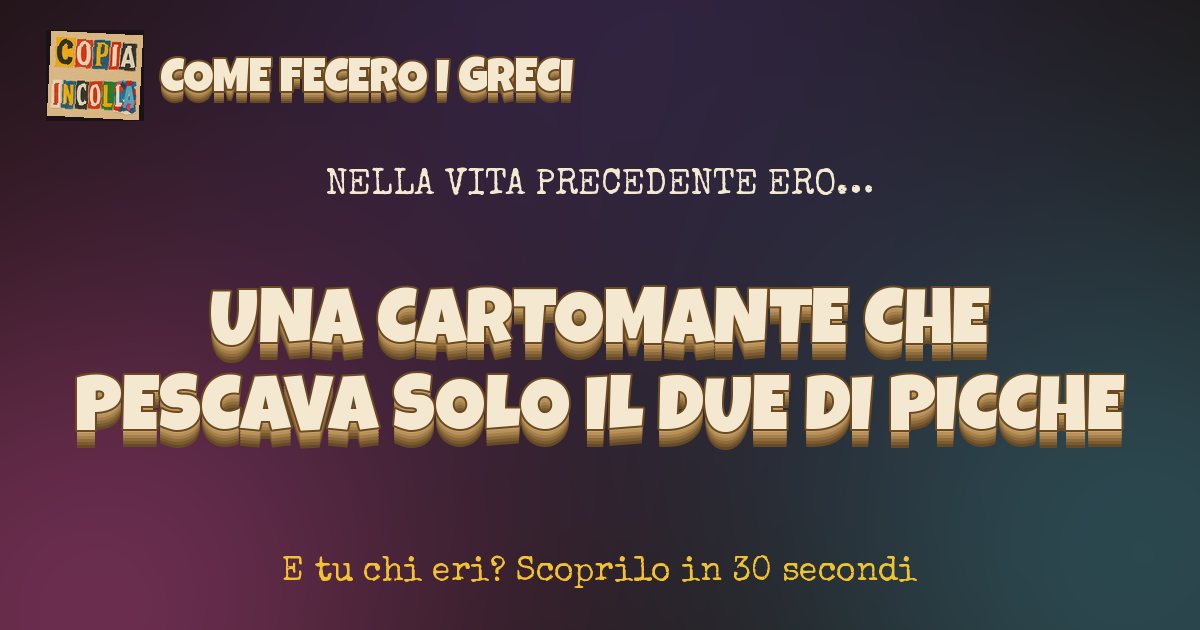 COPIA
INCOLLA
COME FECERO I GRECI
NELLA VITA PRECEDENTE ERO...
UNA CARTOMANTE CHE
PESCAVA SOLO IL DUE DI PICCHE
E tu chi eri? Scoprilo in 30 secondi